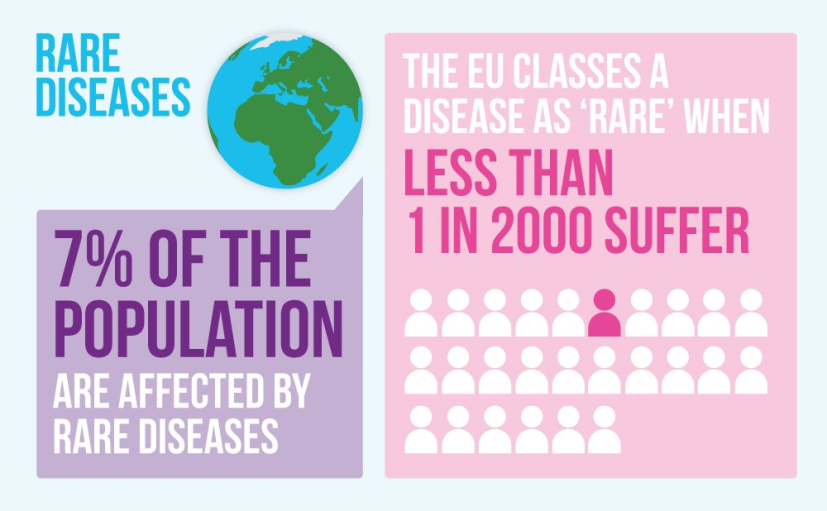 RARE
DISEASES
7% OF THE
POPULATION
ARE AFFECTED BY
RARE DISEASES
THE EU CLASSES A
DISEASE AS ‘RARE’ WHEN
LESS THAN
1 IN 2000 SUFFER